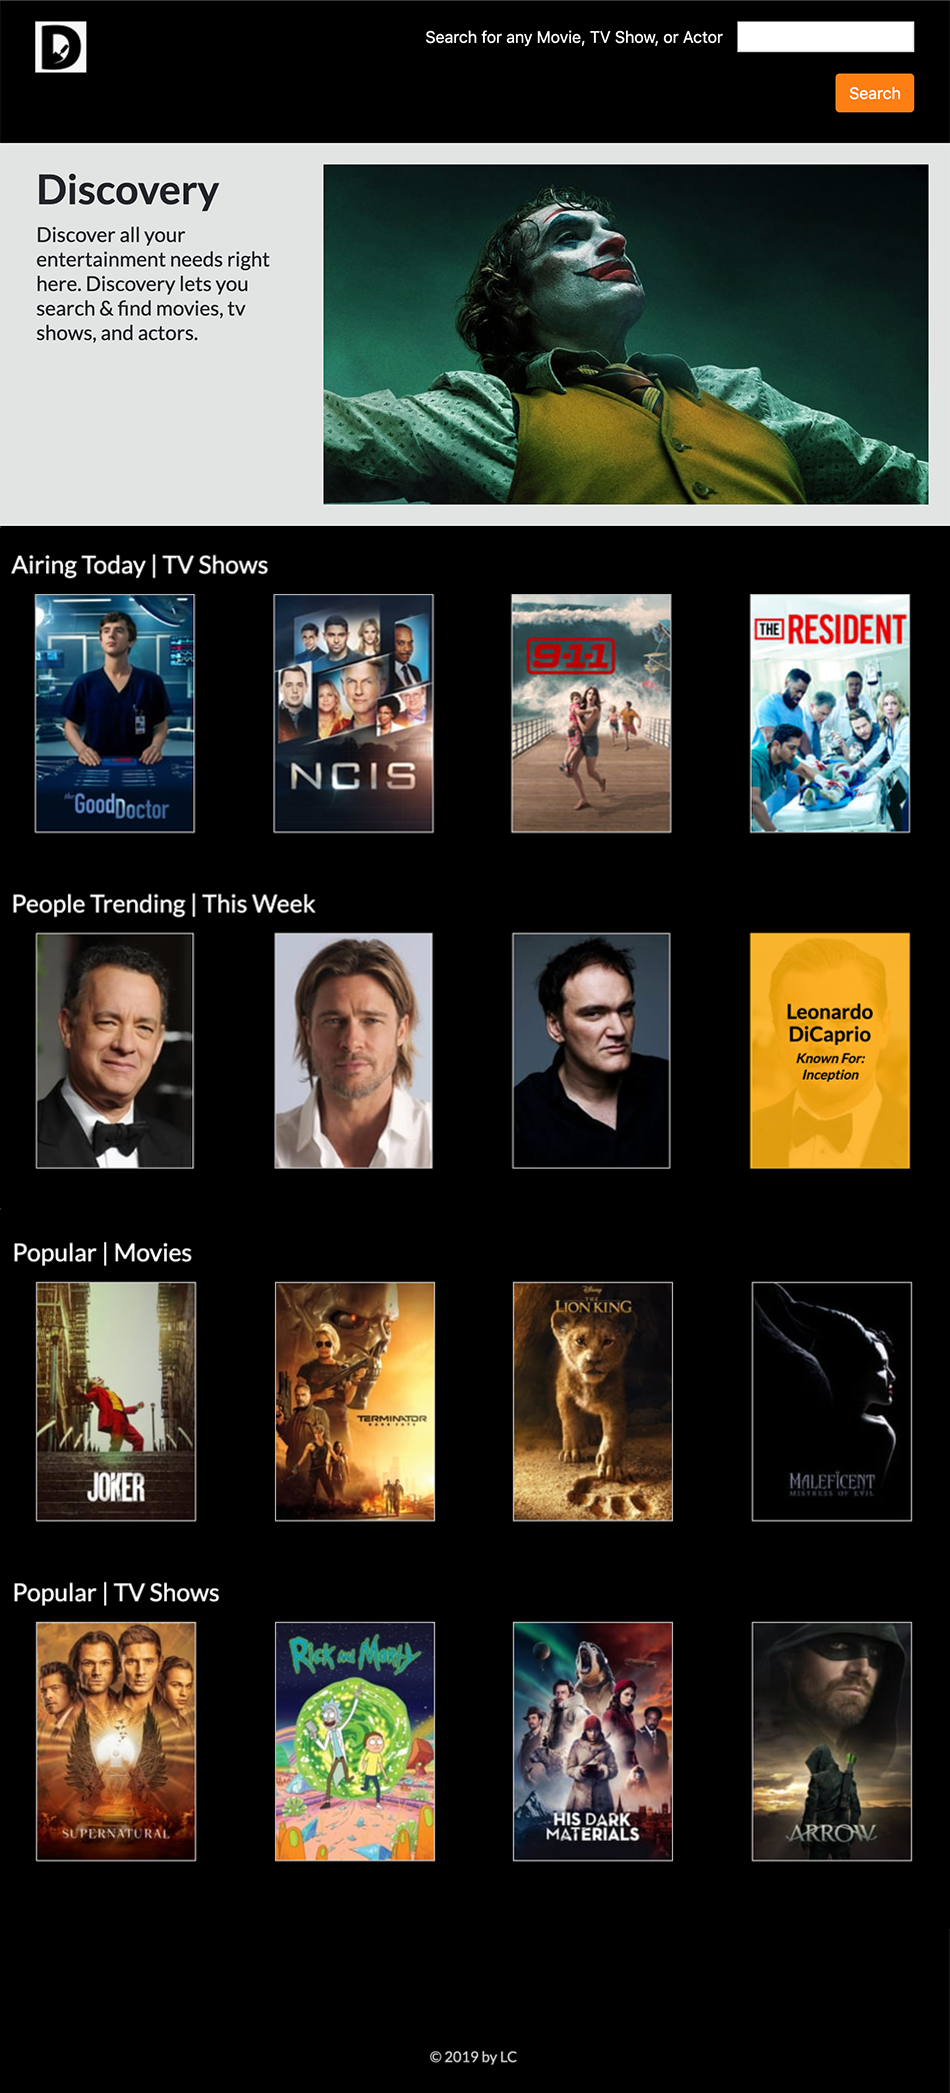 D
Search for any Movie, TV Show, or Actor
Search
Discovery
Discover all your
entertainment needs right
here. Discovery lets you
search & find movies, tv
shows, and actors.
Airing Today | TV Shows
the Good Doctor
NCIS
9-1-1
THE RESIDENT
People Trending | This Week
Leonardo
DiCaprio
Known For:
Inception
Popular | Movies
JOKER
TERMINATOR
DARK FATE
Disney
THE
LION KING
MALEFICENT
MISTRESS OF EVIL
Popular | TV Shows
SUPERNATURAL
Rick and Morty
HIS DARK
MATERIALS
ARROW
© 2019 by LC